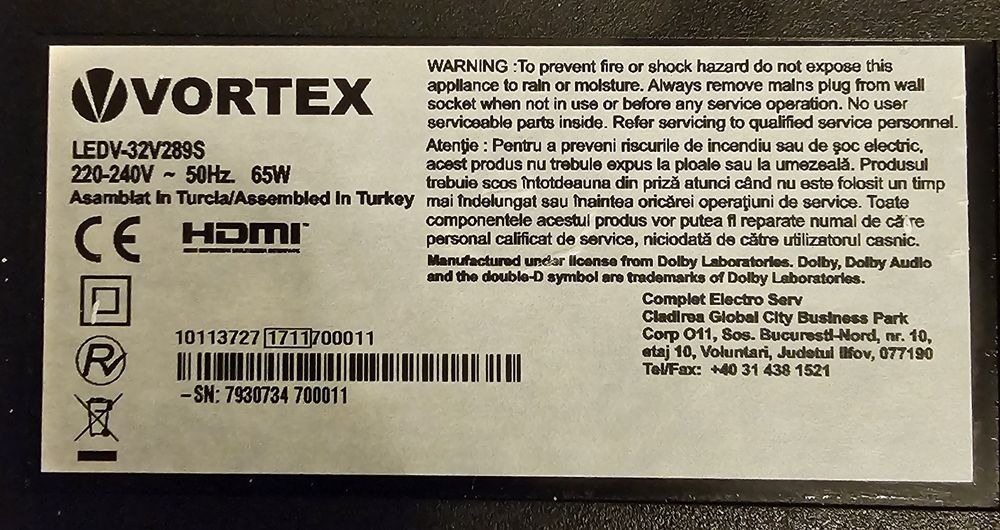 VORTEX
LEDV-32V289S
220-240V ~ 50Hz. 65W
Asamblat in Turcia/Assembled In Turkey
CE HDMI™
10113727 1711700011
-SN: 7930734 700011
WARNING :To prevent fire or shock hazard do not expose this
appliance to rain or moisture. Always remove mains plug from wall
socket when not in use or before any service operation. No user
serviceable parts inside. Refer servicing to qualified service personnel.
Atenţie : Pentru a preveni riscurile de incendiu sau de şoc electric,
acest produs nu trebuie expus la ploaie sau la umezeală. Produsul
trebuie scos întotdeauna din priză atunci când nu este folosit un timp
mai îndelungat sau înaintea oricărei operaţiuni de service. Toate
componentele acestui produs vor putea fi reparate numai de către
personal calificat de service, niciodată de către utilizatorul casnic.
Manufactured under license from Dolby Laboratories. Dolby, Dolby Audio
and the double-D symbol are trademarks of Dolby Laboratories.
Complet Electro Serv
Cladirea Global City Business Park
Corp O11, Sos. Bucuresti-Nord, nr. 10,
etaj 10, Voluntari, Judetul Ilfov, 077190
Tel/Fax: +40 31 438 1521